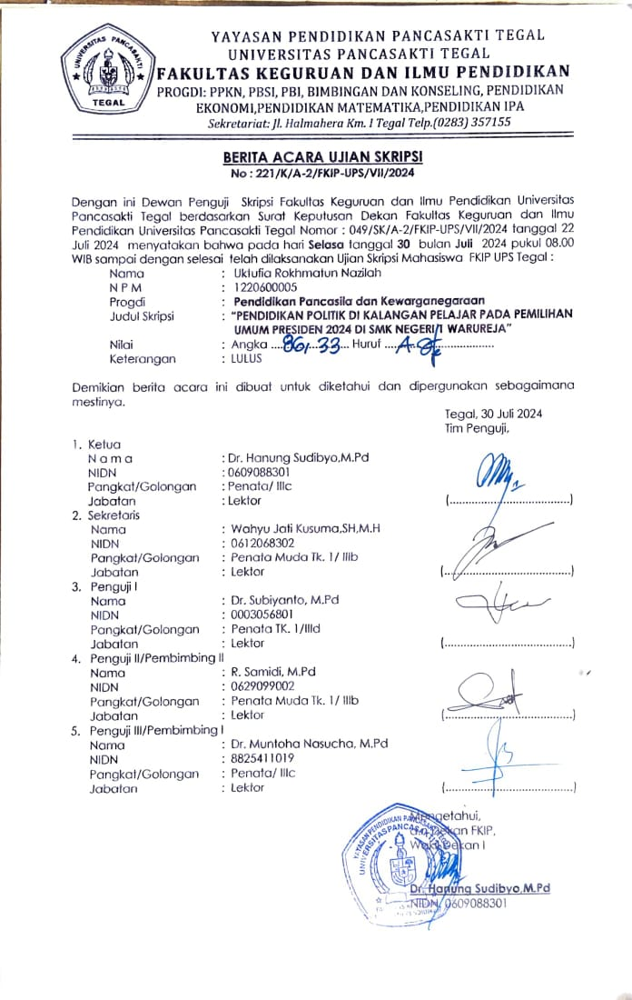 YAYASAN PENDIDIKAN PANCASAKTI TEGAL
UNIVERSITAS PANCASAKTI TEGAL
FAKULTAS KEGURUAN DAN ILMU PENDIDIKAN
PROGDI: PPKN, PBSI, PBI, BIMBINGAN DAN KONSELING, PENDIDIKAN
EKONOMI,PENDIDIKAN MATEMATIKA,PENDIDIKAN IPA
Sekretariat: Jl. Halmahera Km. I Tegal Telp.(0283) 357155
UNIVERSITAS PANCASAKTI
TEGAL
BERITA ACARA UJIAN SKRIPSI
No : 221/K/A-2/FKIP-UPS/VII/2024
Dengan ini Dewan Penguji Skripsi Fakultas Keguruan dan Ilmu Pendidikan Universitas
Pancasakti Tegal berdasarkan Surat Keputusan Dekan Fakultas Keguruan dan Ilmu
Pendidikan Universitas Pancasakti Tegal Nomor : 049/SK/A-2/FKIP-UPS/VII/2024 tanggal 22
Juli 2024 menyatakan bahwa pada hari Selasa tanggal 30 bulan Juli 2024 pukul 08.00
WIB sampai dengan selesai telah dilaksanakan Ujian Skripsi Mahasiswa FKIP UPS Tegal :
Nama : Uktufia Rokhmatun Nazilah
N P M : 1220600005
Progdi : Pendidikan Pancasila dan Kewarganegaraan
Judul Skripsi : "PENDIDIKAN POLITIK DI KALANGAN PELAJAR PADA PEMILIHAN
UMUM PRESIDEN 2024 DI SMK NEGERI 1 WARUREJA"
Nilai : Angka ....86,33... Huruf ....A....................
Keterangan : LULUS
Demikian berita acara ini dibuat untuk diketahui dan dipergunakan sebagaimana
mestinya.
Tegal, 30 Juli 2024
Tim Penguji,
1. Ketua
N a m a : Dr. Hanung Sudibyo,M.Pd
NIDN : 0609088301
Pangkat/Golongan : Penata/ IIIc
Jabatan : Lektor (......................................)
2. Sekretaris
Nama : Wahyu Jati Kusuma,SH,M.H
NIDN : 0612068302
Pangkat/Golongan : Penata Muda Tk. 1/ IIIb
Jabatan : Lektor (......................................)
3. Penguji I
Nama : Dr. Subiyanto, M.Pd
NIDN : 0003056801
Pangkat/Golongan : Penata TK. 1/IIId
Jabatan : Lektor (......................................)
4. Penguji II/Pembimbing II
Nama : R. Samidi, M.Pd
NIDN : 0629099002
Pangkat/Golongan : Penata Muda Tk. 1/ IIIb
Jabatan : Lektor (......................................)
5. Penguji III/Pembimbing I
Nama : Dr. Muntoha Nasucha, M.Pd
NIDN : 8825411019
Pangkat/Golongan : Penata/ IIIc
Jabatan : Lektor (......................................)
Mengetahui,
Dekan FKIP,
Wakil Dekan I
YAYASAN PENDIDIKAN
UNIVERSITAS PANCASAKTI
Dr. Hanung Sudibyo,M.Pd
NIDN. 0609088301